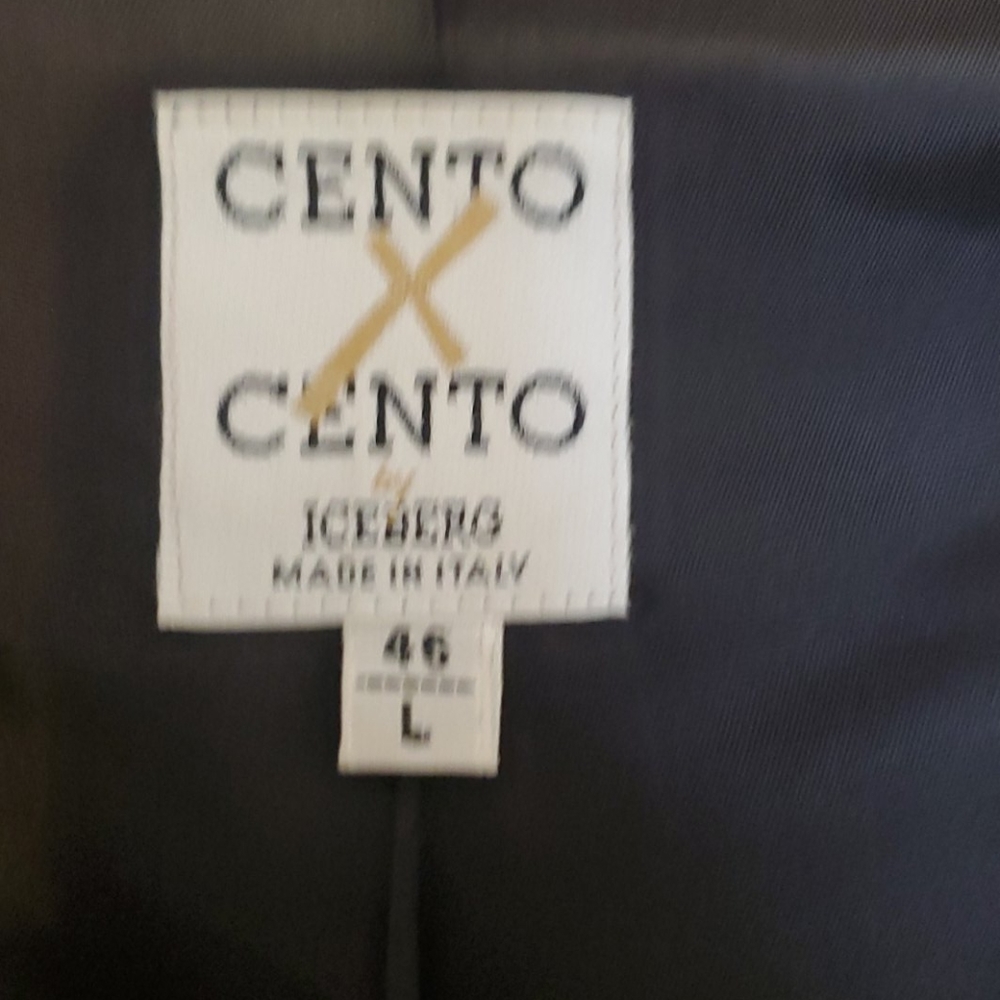 CENTO
X
CENTO
by
ICEBERG
MADE IN ITALY
46
L